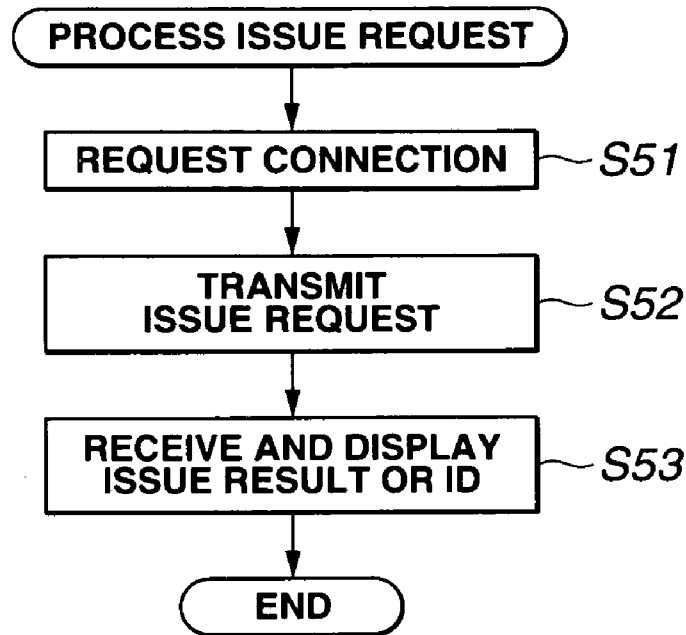 PROCESS ISSUE REQUEST
REQUEST CONNECTION
S51
TRANSMIT
ISSUE REQUEST
S52
RECEIVE AND DISPLAY
ISSUE RESULT OR ID
S53
END